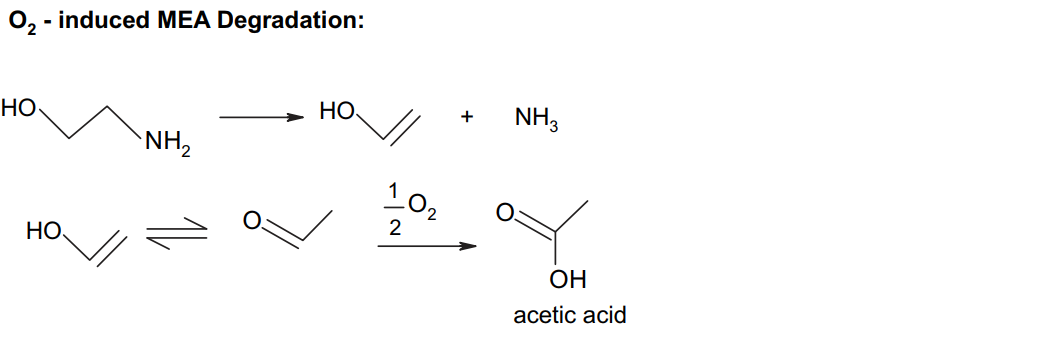 O₂ - induced MEA Degradation:
HO NH₂ HO + NH₃
HO O 1/2 O₂ O
OH
acetic acid